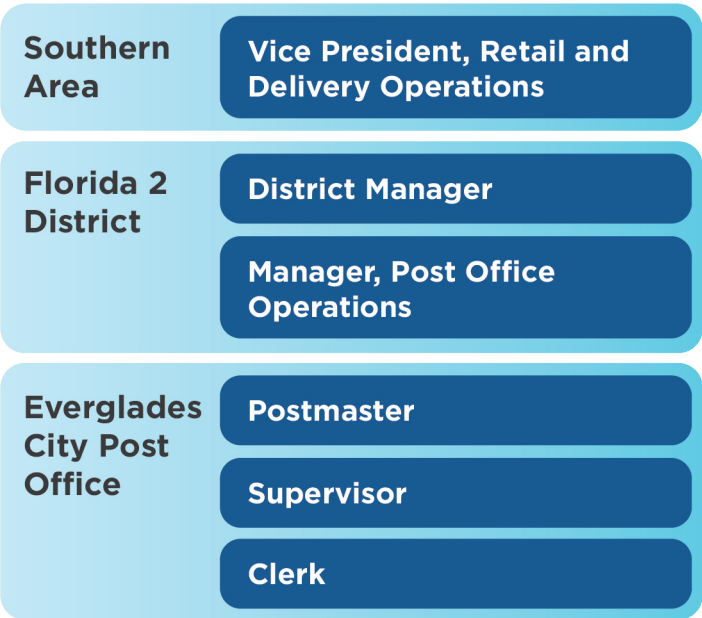 Southern
Area
Vice President, Retail and
Delivery Operations
Florida 2
District
District Manager
Manager, Post Office
Operations
Everglades
City Post
Office
Postmaster
Supervisor
Clerk